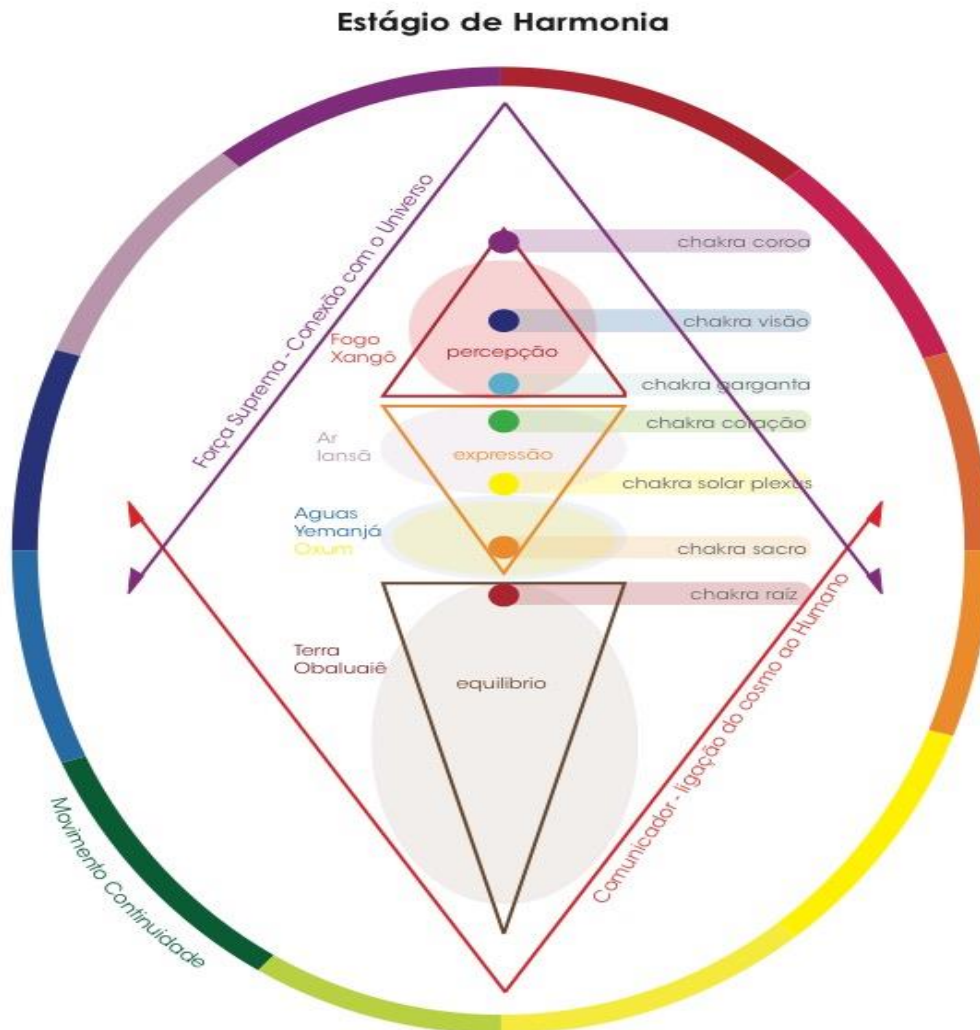 Estágio de Harmonia
Força Suprema - Conexão com o Universo
chakra coroa
chakra visão
Fogo
Xangô
percepção
chakra garganta
chakra coração
Ar
Iansã
expressão
chakra solar plexus
Aguas
Yemanjá
Oxum
chakra sacro
chakra raíz
Terra
Obaluaiê
equilibrio
Comunicador - ligação do cosmo ao Humano
Movimento Continuidade